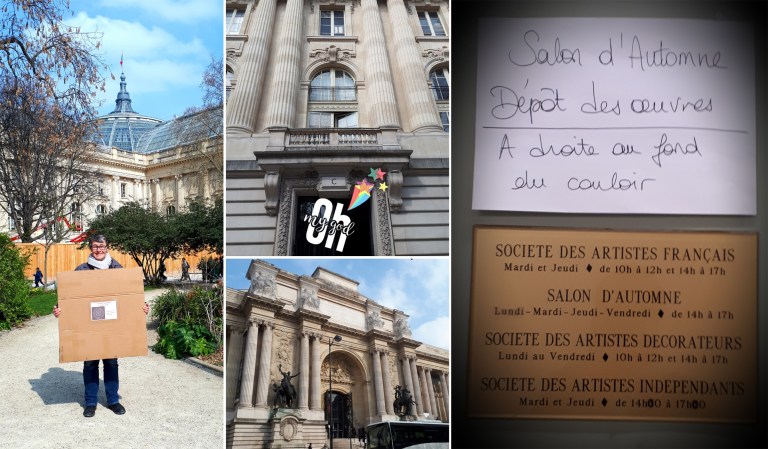 C
Oh
my god
Salon d'Automne
Dépôt des œuvres
A droite au fond
du couloir
SOCIETE DES ARTISTES FRANÇAIS
Mardi et Jeudi ♦ de 10h à 12h et 14h à 17h
SALON D'AUTOMNE
Lundi - Mardi - Jeudi - Vendredi ♦ de 14h à 17h
SOCIETE DES ARTISTES DECORATEURS
Lundi au Vendredi ♦ 10h à 12h et 14h à 17h
SOCIETE DES ARTISTES INDEPENDANTS
Mardi et Jeudi ♦ de 14h00 à 17h00